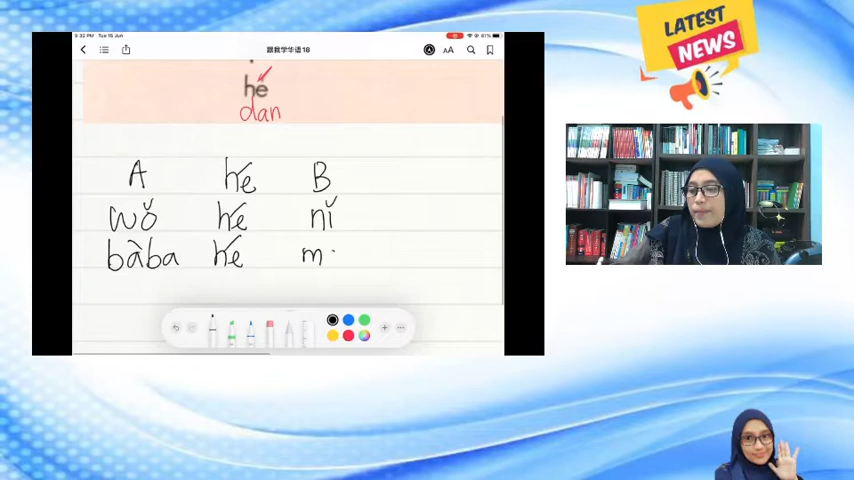 LATEST
NEWS
9:32 PM Tue 15 Jun
81%
跟我学华语18
AA
hé
dan
A hé B
wǒ hé nǐ
bàba hé m